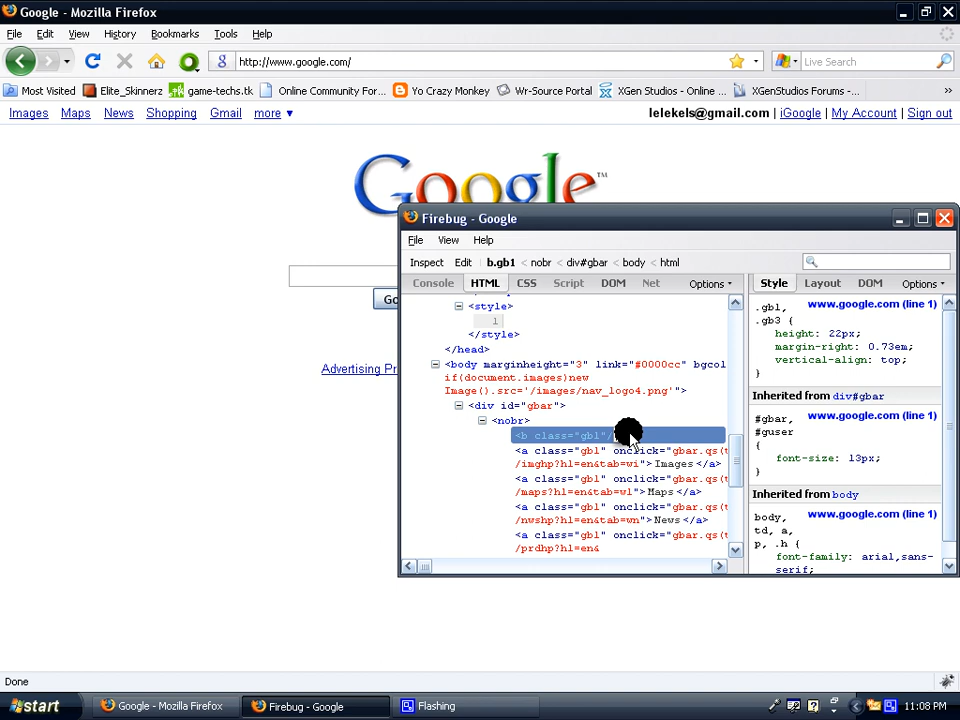 Google - Mozilla Firefox
File Edit View History Bookmarks Tools Help
http://www.google.com/
Live Search
Most Visited Elite_Skinnerz game-techs.tk Online Community For... Yo Crazy Monkey Wr-Source Portal XGen Studios - Online ... XGenStudios Forums -... »
Images Maps News Shopping Gmail more ▼
lelekels@gmail.com | iGoogle | My Account | Sign out
Google™
Go
Advertising Pr
Firebug - Google
File View Help
Inspect Edit b.gb1 < nobr < div#gbar < body < html
Console HTML CSS Script DOM Net Options
<style>
1
</style>
</head>
<body marginheight="3" link="#0000cc" bgcol
if(document.images)new
Image().src='/images/nav_logo4.png'">
<div id="gbar">
<nobr>
<b class="gb1"/
<a class="gb1" onclick="gbar.qs(t
/imghp?hl=en&tab=wi">Images</a>
<a class="gb1" onclick="gbar.qs(t
/maps?hl=en&tab=wl">Maps</a>
<a class="gb1" onclick="gbar.qs(t
/nwshp?hl=en&tab=wn">News</a>
<a class="gb1" onclick="gbar.qs(t
/prdhp?hl=en&
Style Layout DOM Options
.gb1, www.google.com (line 1)
.gb3 {
height: 22px;
margin-right: 0.73em;
vertical-align: top;
}
Inherited from div#gbar
#gbar, www.google.com (line 1)
#guser
{
font-size: 13px;
}
Inherited from body
body, www.google.com (line 1)
td, a,
p, .h {
font-family: arial,sans-
serif;
Done
start Google - Mozilla Firefox Firebug - Google Flashing 11:08 PM